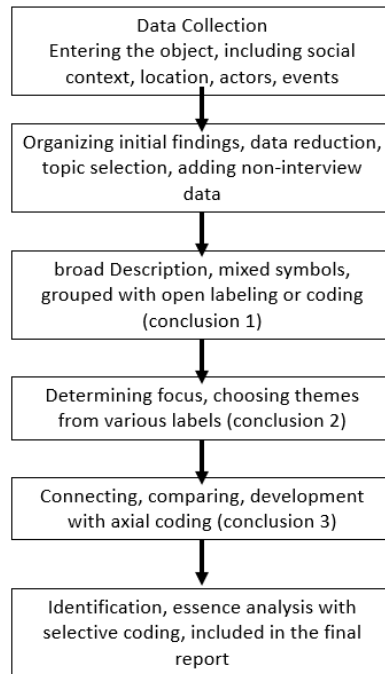 Data Collection
Entering the object, including social
context, location, actors, events
Organizing initial findings, data reduction,
topic selection, adding non-interview
data
broad Description, mixed symbols,
grouped with open labeling or coding
(conclusion 1)
Determining focus, choosing themes
from various labels (conclusion 2)
Connecting, comparing, development
with axial coding (conclusion 3)
Identification, essence analysis with
selective coding, included in the final
report